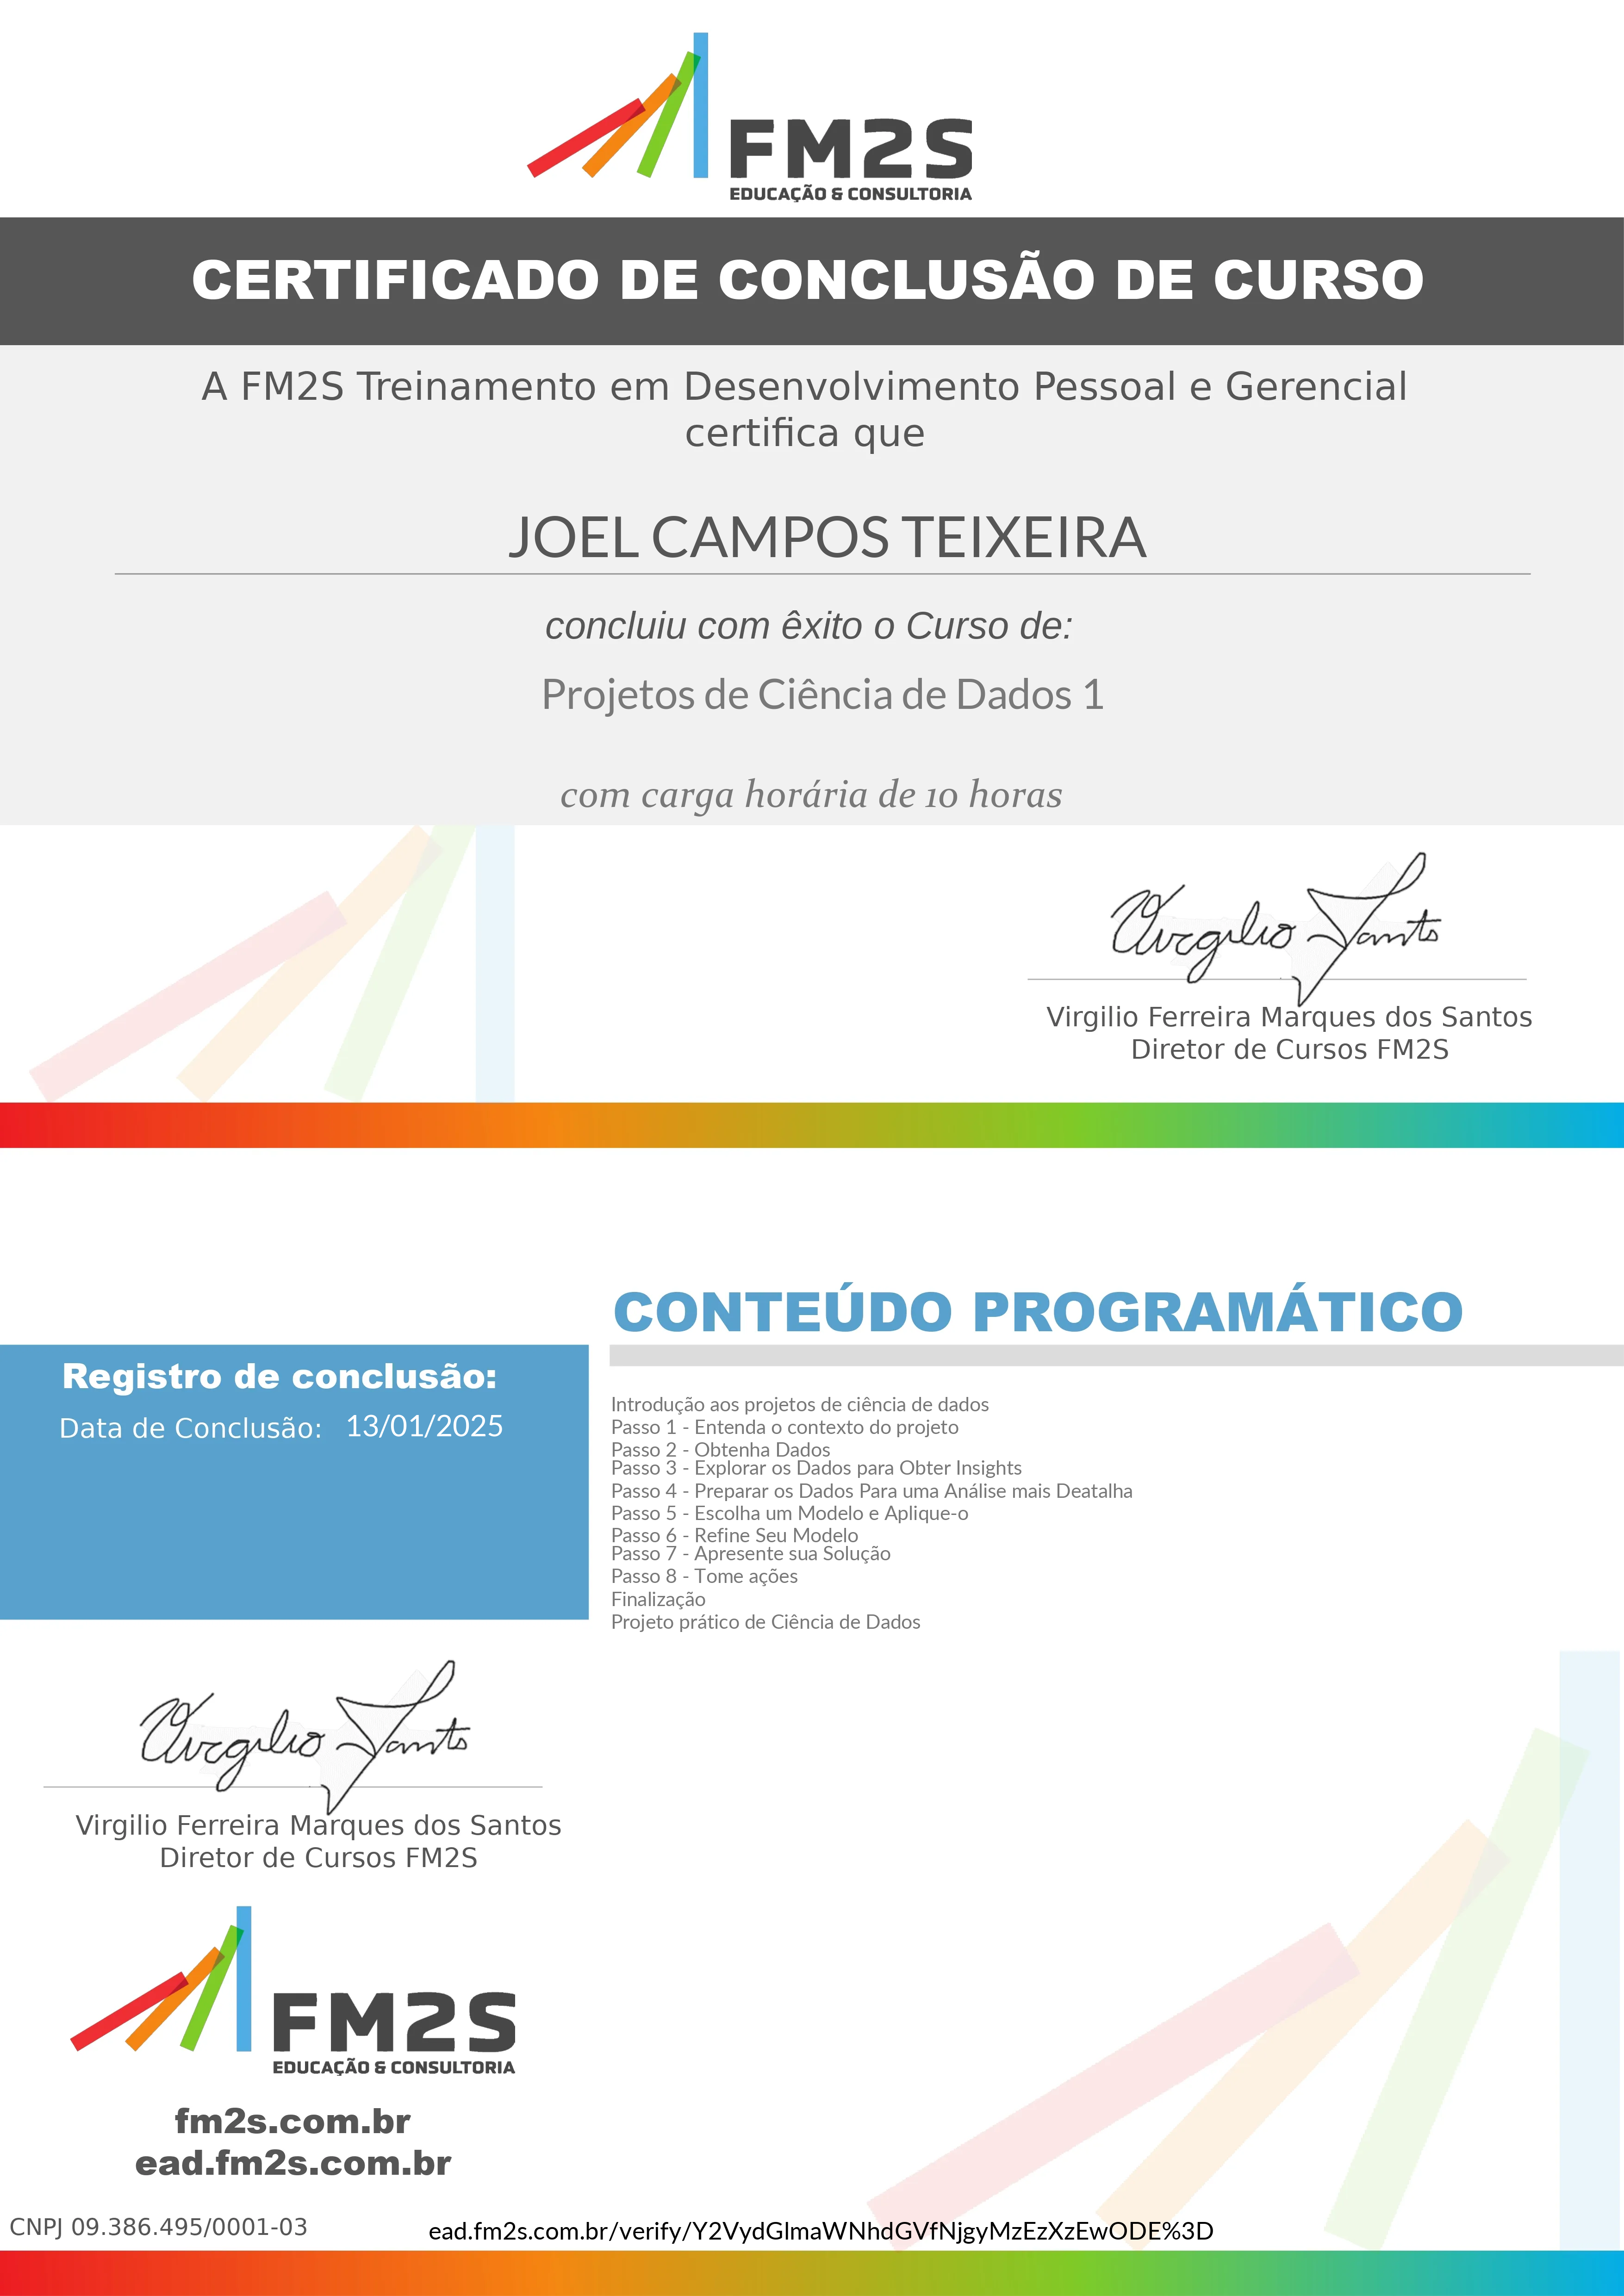 FM2S
EDUCAÇÃO & CONSULTORIA
CERTIFICADO DE CONCLUSÃO DE CURSO
A FM2S Treinamento em Desenvolvimento Pessoal e Gerencial
certifica que
JOEL CAMPOS TEIXEIRA
concluiu com êxito o Curso de:
Projetos de Ciência de Dados 1
com carga horária de 10 horas
Virgilio Santo
Virgilio Ferreira Marques dos Santos
Diretor de Cursos FM2S
CONTEÚDO PROGRAMÁTICO
Registro de conclusão:
Data de Conclusão: 13/01/2025
Introdução aos projetos de ciência de dados
Passo 1 - Entenda o contexto do projeto
Passo 2 - Obtenha Dados
Passo 3 - Explorar os Dados para Obter Insights
Passo 4 - Preparar os Dados Para uma Análise mais Deatalha
Passo 5 - Escolha um Modelo e Aplique-o
Passo 6 - Refine Seu Modelo
Passo 7 - Apresente sua Solução
Passo 8 - Tome ações
Finalização
Projeto prático de Ciência de Dados
Virgilio Santo
Virgilio Ferreira Marques dos Santos
Diretor de Cursos FM2S
FM2S
EDUCAÇÃO & CONSULTORIA
fm2s.com.br
ead.fm2s.com.br
CNPJ 09.386.495/0001-03
ead.fm2s.com.br/verify/Y2VydGlmaWNhdGVfNjgyMzEzXzEwODE%3D